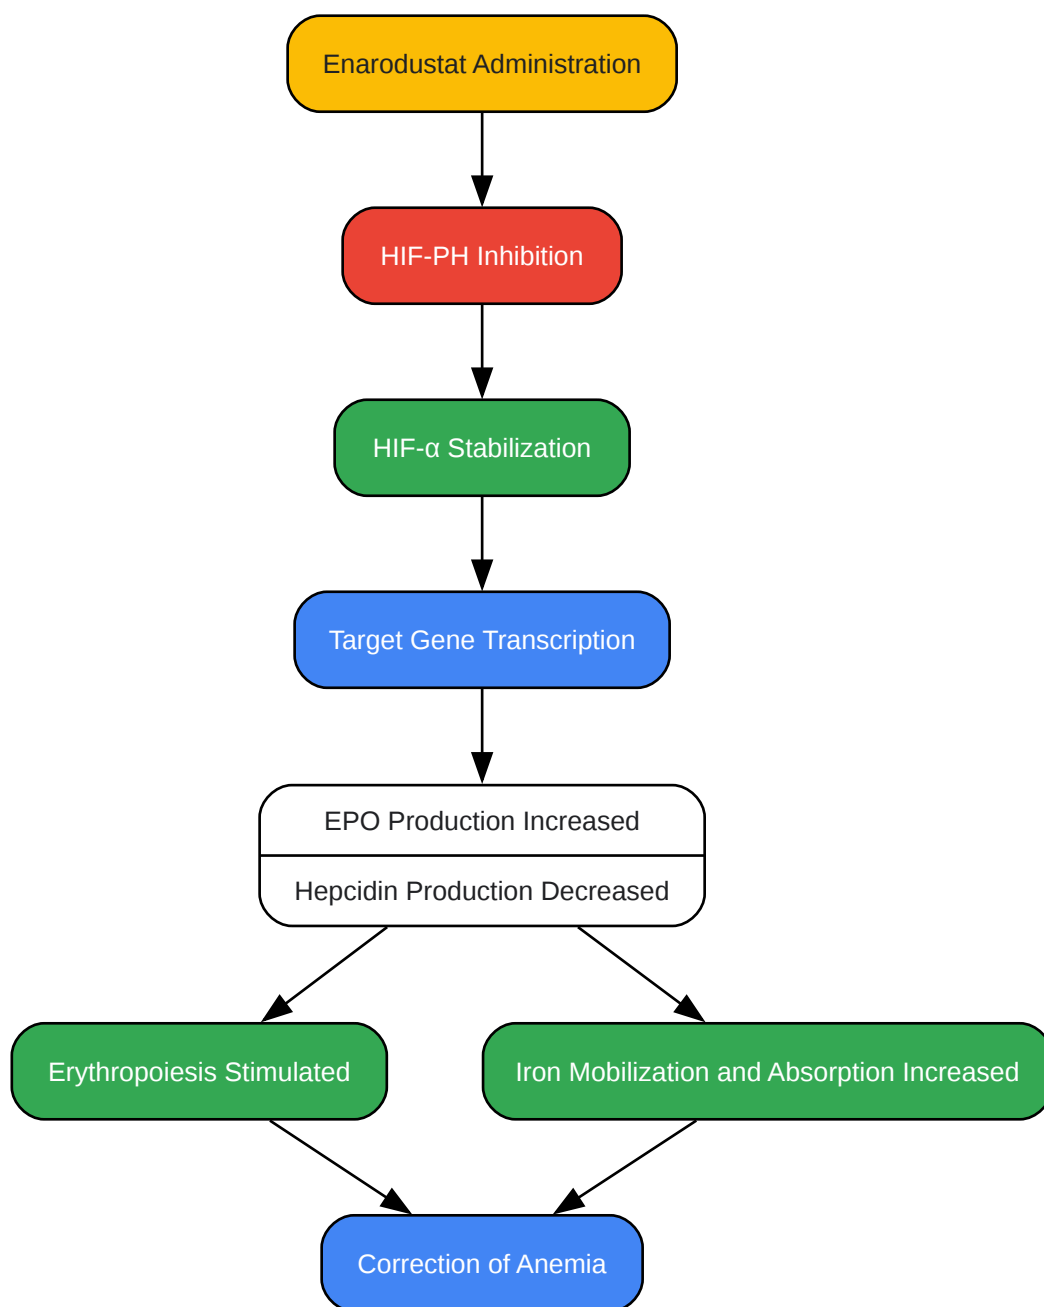 Enarodustat Administration
HIF-PH Inhibition
HIF-α Stabilization
Target Gene Transcription
EPO Production Increased
Hepcidin Production Decreased
Erythropoiesis Stimulated
Iron Mobilization and Absorption Increased
Correction of Anemia